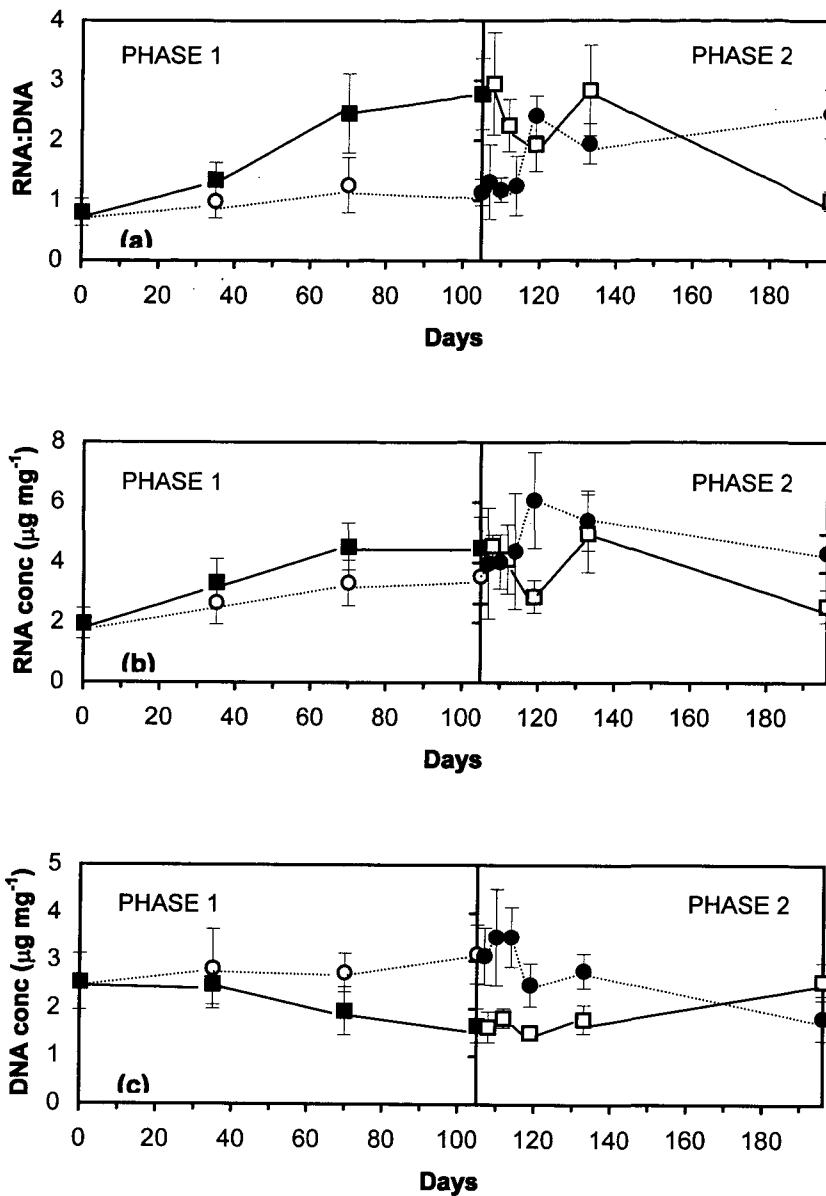 4
3
2
1
0
RNA:DNA
PHASE 1
PHASE 2
(a)
0 20 40 60 80 100 120 140 160 180
Days
8
6
4
2
0
RNA conc (µg mg⁻¹)
PHASE 1
PHASE 2
(b)
0 20 40 60 80 100 120 140 160 180
Days
5
4
3
2
1
0
DNA conc (µg mg⁻¹)
PHASE 1
PHASE 2
(c)
0 20 40 60 80 100 120 140 160 180
Days